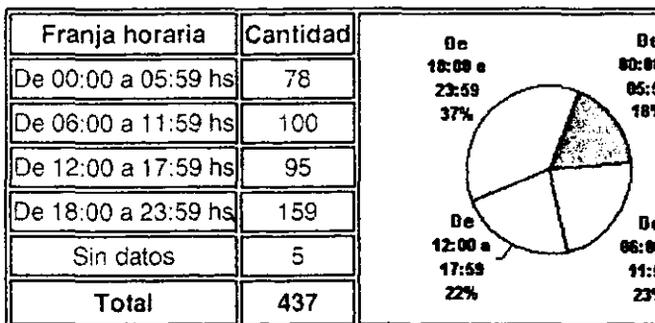 Franja horaria Cantidad
De 00:00 a 05:59 hs 78
De 06:00 a 11:59 hs 100
De 12:00 a 17:59 hs 95
De 18:00 a 23:59 hs 159
Sin datos 5
Total 437
De
18:00 a
23:59
37%
De
12:00 a
17:59
22%
18%
23%